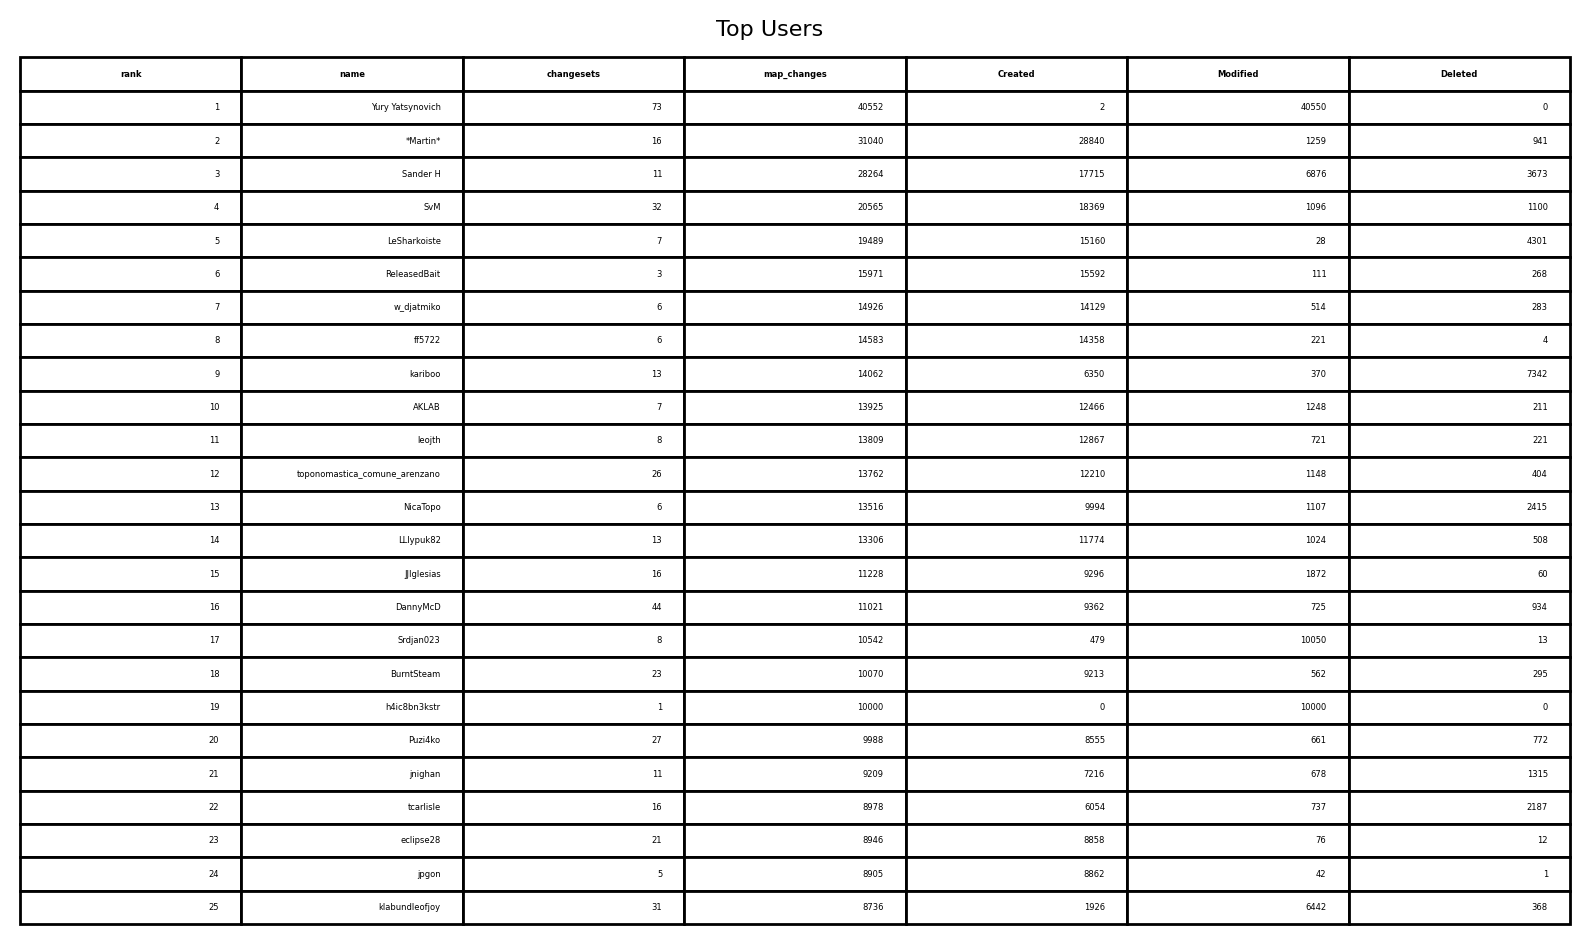 Top Users
rank name changesets map_changes Created Modified Deleted
1 Yury Yatsynovich 73 40552 2 40550 0
2 *Martin* 16 31040 28840 1259 941
3 Sander H 11 28264 17715 6876 3673
4 SvM 32 20565 18369 1096 1100
5 LeSharkoiste 7 19489 15160 28 4301
6 ReleasedBait 3 15971 15592 111 268
7 w_djatmiko 6 14926 14129 514 283
8 ff5722 6 14583 14358 221 4
9 kariboo 13 14062 6350 370 7342
10 AKLAB 7 13925 12466 1248 211
11 leojth 8 13809 12867 721 221
12 toponomastica_comune_arenzano 26 13762 12210 1148 404
13 NicaTopo 6 13516 9994 1107 2415
14 LLlypuk82 13 13306 11774 1024 508
15 JJIglesias 16 11228 9296 1872 60
16 DannyMcD 44 11021 9362 725 934
17 Srdjan023 8 10542 479 10050 13
18 BurntSteam 23 10070 9213 562 295
19 h4ic8bn3kstr 1 10000 0 10000 0
20 Puzi4ko 27 9988 8555 661 772
21 jnighan 11 9209 7216 678 1315
22 tcarlisle 16 8978 6054 737 2187
23 eclipse28 21 8946 8858 76 12
24 jpgon 5 8905 8862 42 1
25 klabundleofjoy 31 8736 1926 6442 368